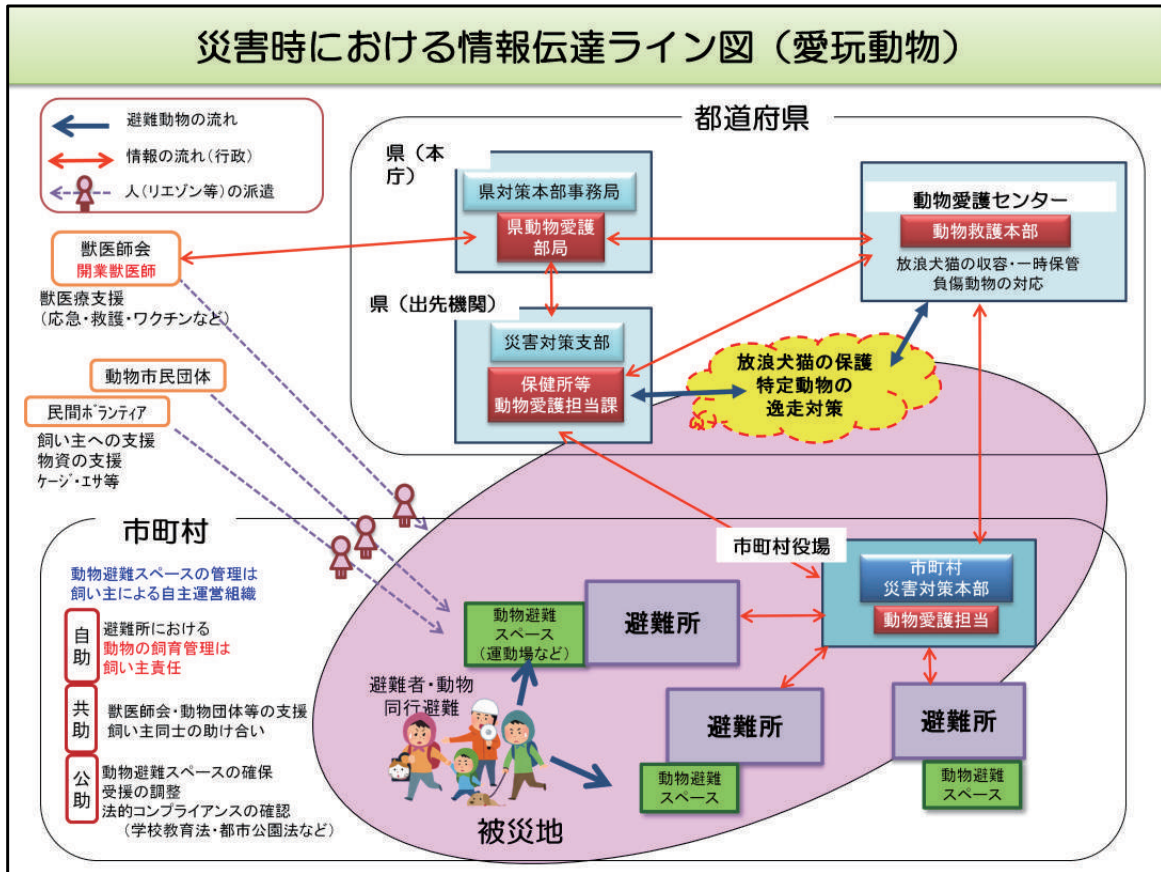 災害時における情報伝達ライン図（愛玩動物）
避難動物の流れ
情報の流れ(行政)
人(リエゾン等)の派遣
都道府県
県（本
庁）
県対策本部事務局
県動物愛護
部局
動物愛護センター
動物救護本部
放浪犬猫の収容・一時保管
負傷動物の対応
獣医師会
開業獣医師
獣医療支援
（応急・救護・ワクチンなど）
県（出先機関）
災害対策支部
保健所等
動物愛護担当課
放浪犬猫の保護
特定動物の
逸走対策
動物市民団体
民間ボランティア
飼い主への支援
物資の支援
ケージ・エサ等
市町村
動物避難スペースの管理は
飼い主による自主運営組織
自助
避難所における
動物の飼育管理は
飼い主責任
共助
獣医師会・動物団体等の支援
飼い主同士の助け合い
公助
動物避難スペースの確保
受援の調整
法的コンプライアンスの確認
（学校教育法・都市公園法など）
市町村役場
市町村
災害対策本部
動物愛護担当
動物避難
スペース
（運動場など）
避難所
避難者・動物
同行避難
避難所
動物避難
スペース
避難所
動物避難
スペース
被災地